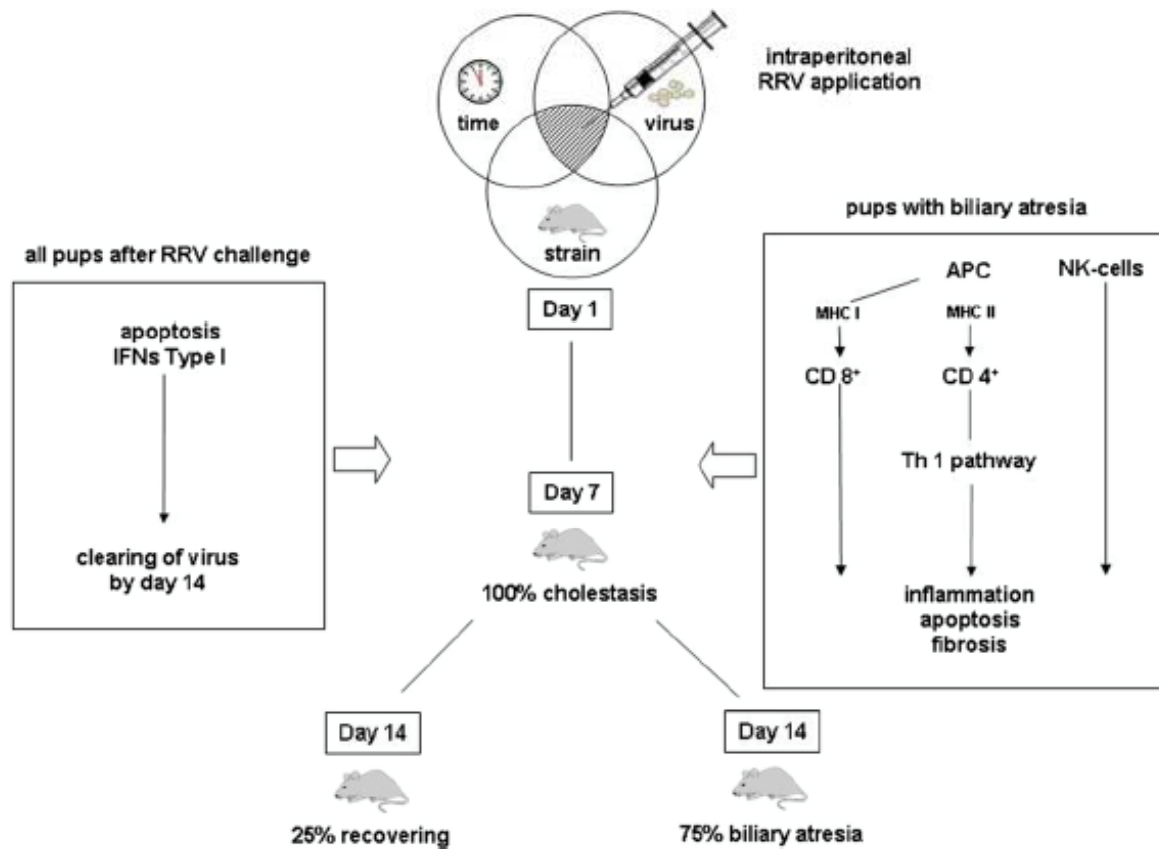 intraperitoneal
RRV application
time
virus
strain
Day 1
all pups after RRV challenge
apoptosis
IFNs Type I
clearing of virus
by day 14
pups with biliary atresia
APC
NK-cells
MHC I
MHC II
CD 8⁺
CD 4⁺
Th 1 pathway
inflammation
apoptosis
fibrosis
Day 7
100% cholestasis
Day 14
25% recovering
Day 14
75% biliary atresia